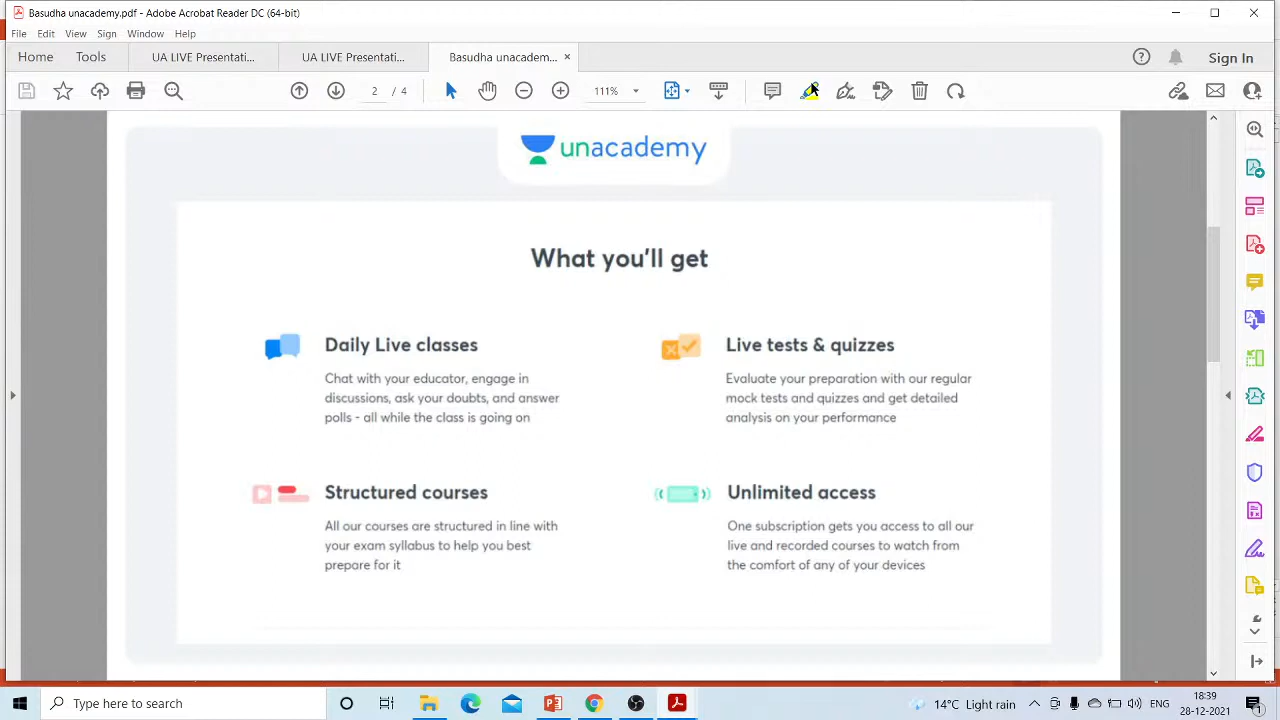 Basudha unacademy.pdf - Adobe Acrobat Reader DC (64-bit)
File Edit View Sign Window Help
Home Tools UA LIVE Presentati... UA LIVE Presentati... Basudha unacadem... × Sign In
2 / 4 111%
unacademy
What you'll get
Daily Live classes
Chat with your educator, engage in
discussions, ask your doubts, and answer
polls - all while the class is going on
Live tests & quizzes
Evaluate your preparation with our regular
mock tests and quizzes and get detailed
analysis on your performance
Structured courses
All our courses are structured in line with
your exam syllabus to help you best
prepare for it
Unlimited access
One subscription gets you access to all our
live and recorded courses to watch from
the comfort of any of your devices
Type here to search
14°C Light rain
ENG
18:39
28-12-2021
1